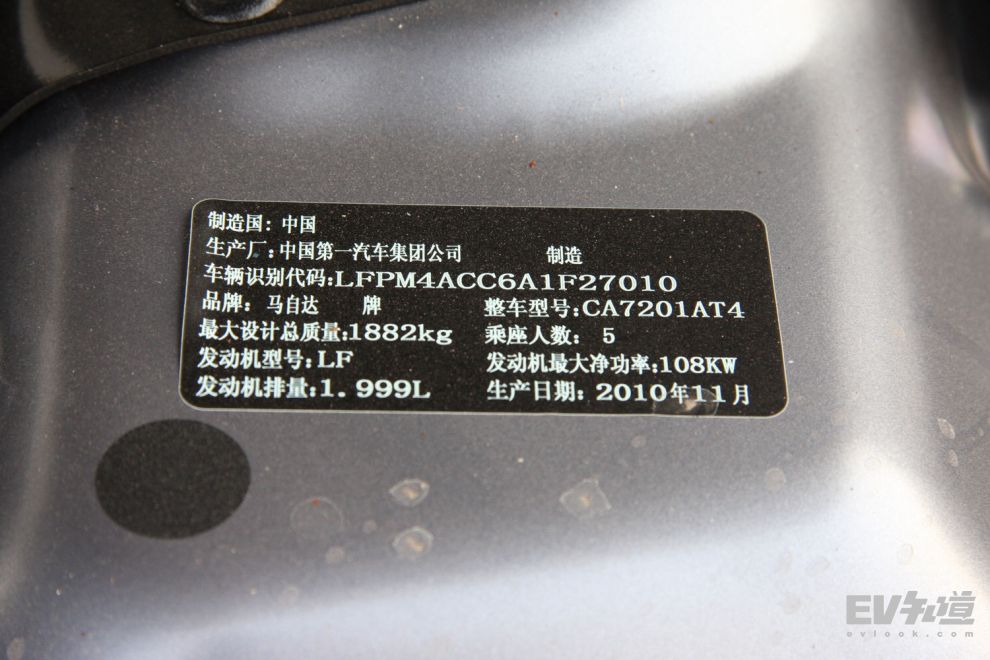 制造国：中国
生产厂：中国第一汽车集团公司 制造
车辆识别代码：LFPM4ACC6A1F27010
品牌：马自达 牌 整车型号：CA7201AT4
最大设计总质量：1882kg 乘座人数： 5
发动机型号：LF 发动机最大净功率：108KW
发动机排量：1. 999L 生产日期：2010年11月
EV知道
evlook.com